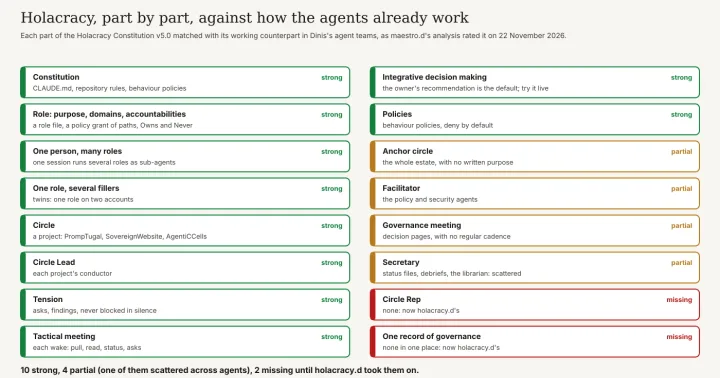 Holacracy, part by part, against how the agents already work
Each part of the Holacracy Constitution v5.0 matched with its working counterpart in Dinis's agent teams, as maestro.d's analysis rated it on 22 November 2026.
Constitution strong
CLAUDE.md, repository rules, behaviour policies
Role: purpose, domains, accountabilities strong
a role file, a policy grant of paths, Owns and Never
One person, many roles strong
one session runs several roles as sub-agents
One role, several fillers strong
twins: one role on two accounts
Circle strong
a project: PrompTugal, SovereignWebsite, AgentiCCells
Circle Lead strong
each project's conductor
Tension strong
asks, findings, never blocked in silence
Tactical meeting strong
each wake: pull, read, status, asks
Integrative decision making strong
the owner's recommendation is the default; try it live
Policies strong
behaviour policies, deny by default
Anchor circle partial
the whole estate, with no written purpose
Facilitator partial
the policy and security agents
Governance meeting partial
decision pages, with no regular cadence
Secretary partial
status files, debriefs, the librarian: scattered
Circle Rep missing
none: now holacracy.d's
One record of governance missing
none in one place: now holacracy.d's
10 strong, 4 partial (one of them scattered across agents), 2 missing until holacracy.d took them on.